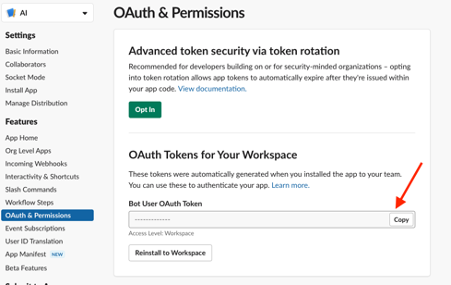 AI
Settings
Basic Information
Collaborators
Socket Mode
Install App
Manage Distribution
Features
App Home
Org Level Apps
Incoming Webhooks
Interactivity & Shortcuts
Slash Commands
Workflow Steps
OAuth & Permissions
Event Subscriptions
User ID Translation
App Manifest NEW
Beta Features
OAuth & Permissions
Advanced token security via token rotation
Recommended for developers building on or for security-minded organizations – opting
into token rotation allows app tokens to automatically expire after they're issued within
your app code. View documentation.
Opt In
OAuth Tokens for Your Workspace
These tokens were automatically generated when you installed the app to your team.
You can use these to authenticate your app. Learn more.
Bot User OAuth Token
-------------
Copy
Access Level: Workspace
Reinstall to Workspace